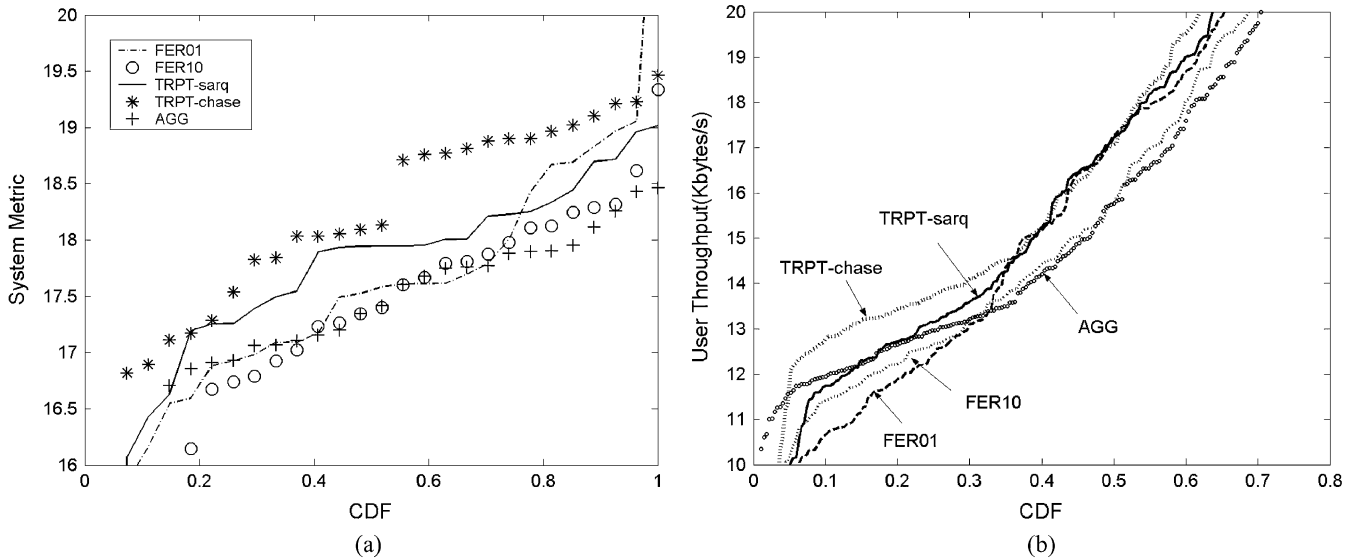 20
19.5
19
18.5
18
17.5
17
16.5
16
System Metric
FER01
FER10
TRPT-sarq
TRPT-chase
AGG
0
0.2
0.4
0.6
0.8
1
CDF
(a)
20
19
18
17
16
15
14
13
12
11
10
User Throughput(Kbytes/s)
TRPT-sarq
TRPT-chase
AGG
FER10
FER01
0
0.1
0.2
0.3
0.4
0.5
0.6
0.7
0.8
CDF
(b)